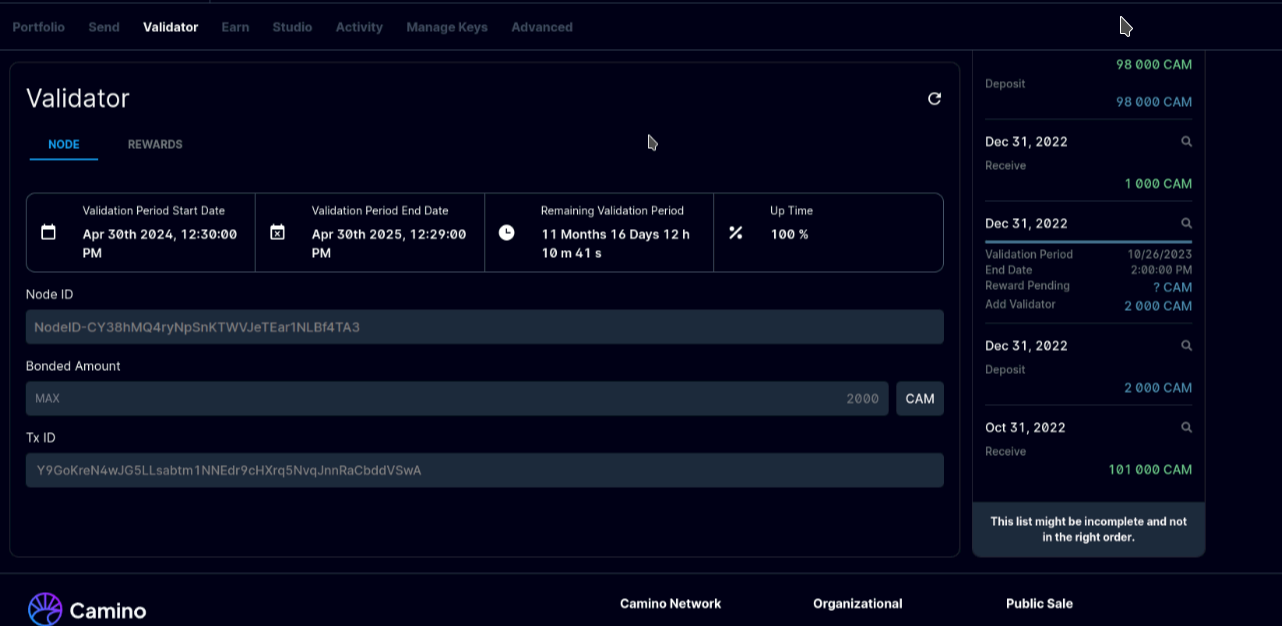 Portfolio Send Validator Earn Studio Activity Manage Keys Advanced
Validator
NODE REWARDS
Validation Period Start Date
Apr 30th 2024, 12:30:00
PM
Validation Period End Date
Apr 30th 2025, 12:29:00
PM
Remaining Validation Period
11 Months 16 Days 12 h
10 m 41 s
Up Time
100 %
Node ID
NodeID-CY38hMQ4ryNpSnKTWVJeTEar1NLBf4TA3
Bonded Amount
MAX 2000 CAM
Tx ID
Y9GoKreN4wJG5LLsabtm1NNEdr9cHXrq5NvqJnnRaCbddVSwA
98 000 CAM
Deposit
98 000 CAM
Dec 31, 2022
Receive
1 000 CAM
Dec 31, 2022
Validation Period 10/26/2023
End Date 2:00:00 PM
Reward Pending ? CAM
Add Validator 2 000 CAM
Dec 31, 2022
Deposit
2 000 CAM
Oct 31, 2022
Receive
101 000 CAM
This list might be incomplete and not
in the right order.
Camino
Camino Network Organizational Public Sale